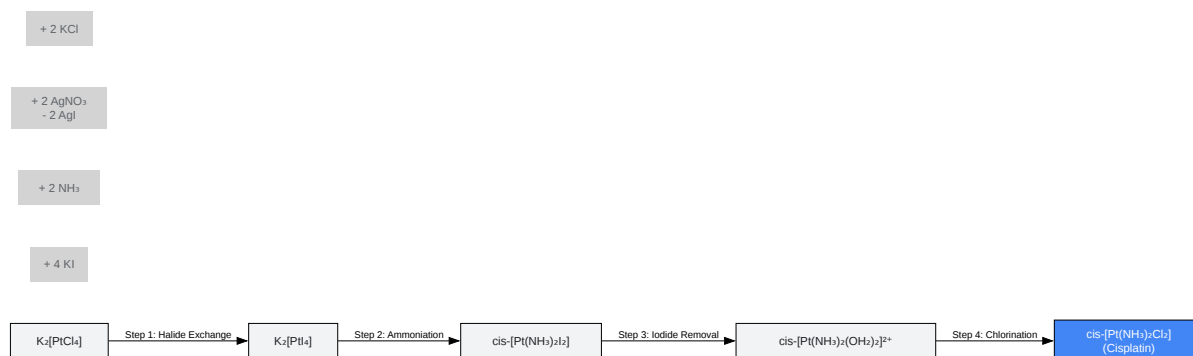 + 2 KCl
+ 2 AgNO₃
- 2 AgI
+ 2 NH₃
+ 4 KI
K₂[PtCl₄]
Step 1: Halide Exchange
K₂[PtI₄]
Step 2: Ammoniation
cis-[Pt(NH₃)₂I₂]
Step 3: Iodide Removal
cis-[Pt(NH₃)₂(OH₂)₂]²⁺
Step 4: Chlorination
cis-[Pt(NH₃)₂Cl₂]
(Cisplatin)